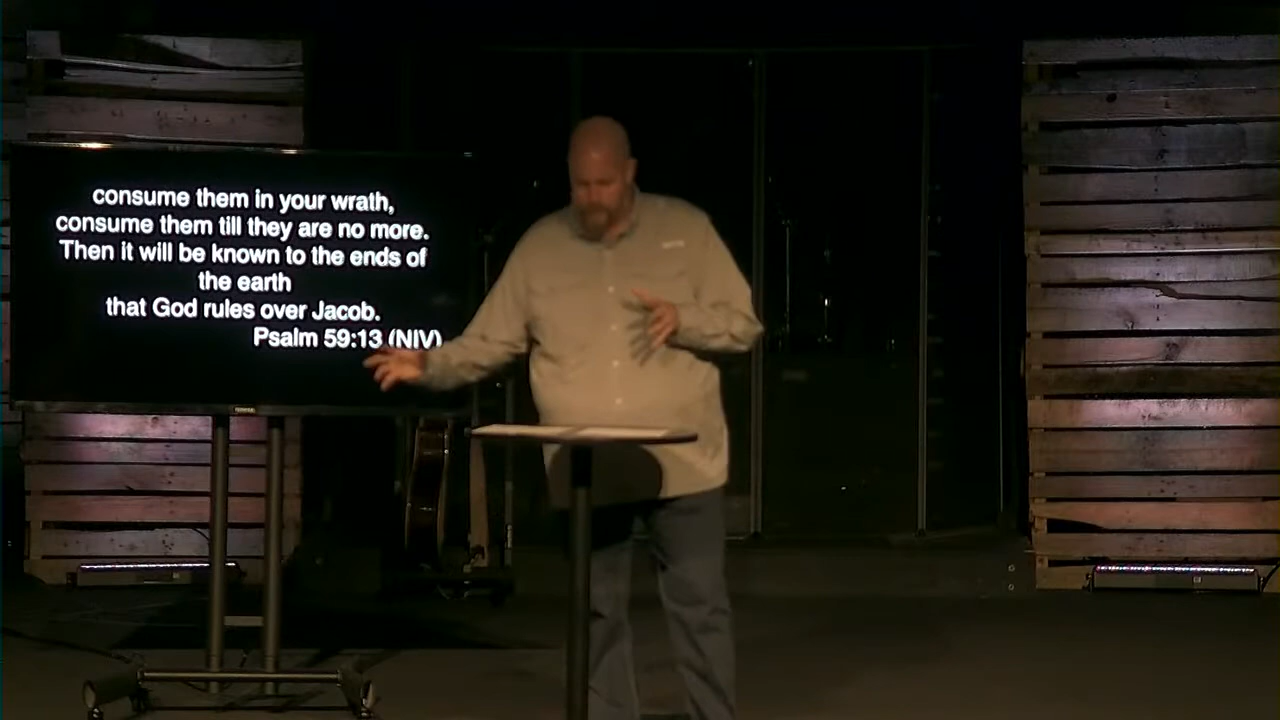 consume them in your wrath,
consume them till they are no more.
Then it will be known to the ends of
the earth
that God rules over Jacob.
Psalm 59:13 (NIV)